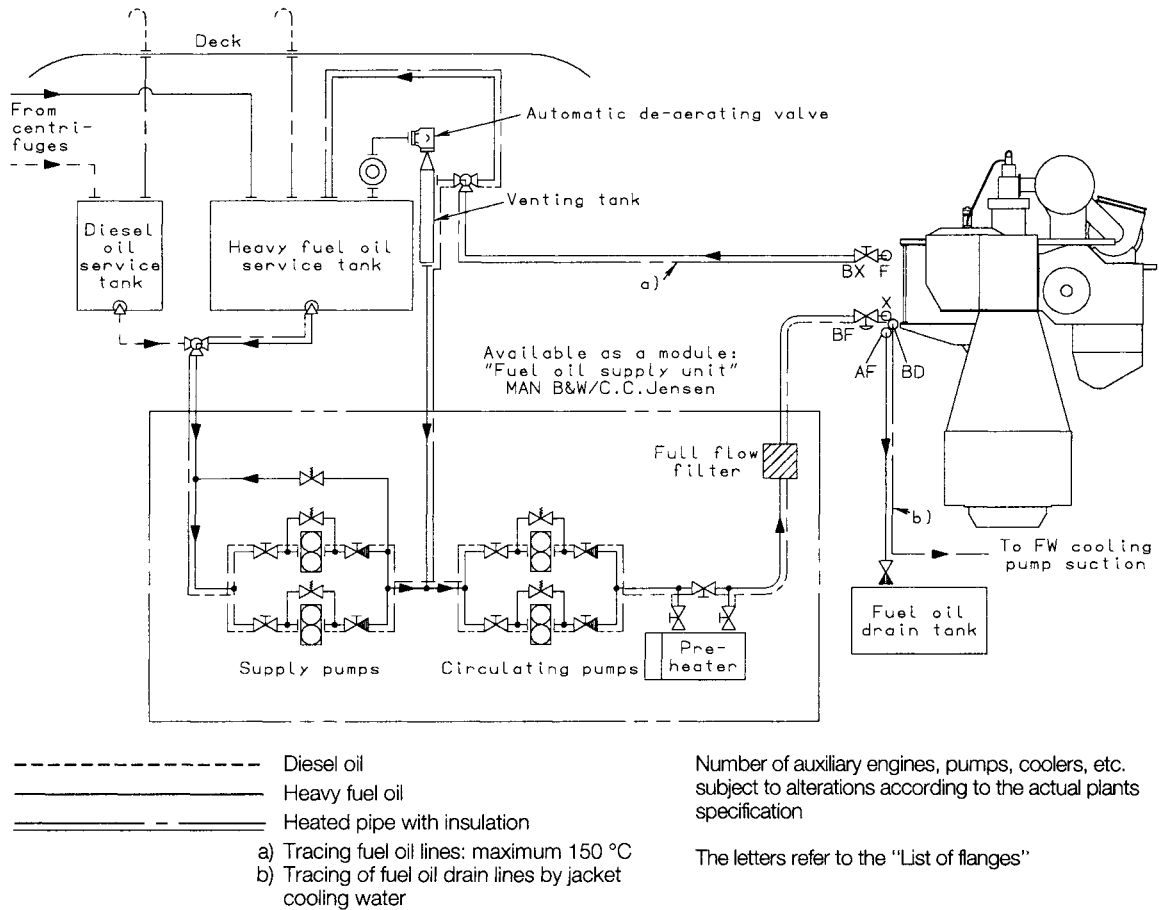 Deck
From
centri-
fuges
Automatic de-aerating valve
Venting tank
Diesel
oil
service
tank
Heavy fuel oil
service tank
a)
BX F
X
BF
AF BD
Available as a module:
"Fuel oil supply unit"
MAN B&W/C.C.Jensen
Full flow
filter
b)
To FW cooling
pump suction
Fuel oil
drain tank
Supply pumps
Circulating pumps
Pre-
heater
Diesel oil
Heavy fuel oil
Heated pipe with insulation
a) Tracing fuel oil lines: maximum 150 °C
b) Tracing of fuel oil drain lines by jacket
cooling water
Number of auxiliary engines, pumps, coolers, etc.
subject to alterations according to the actual plants
specification
The letters refer to the "List of flanges"